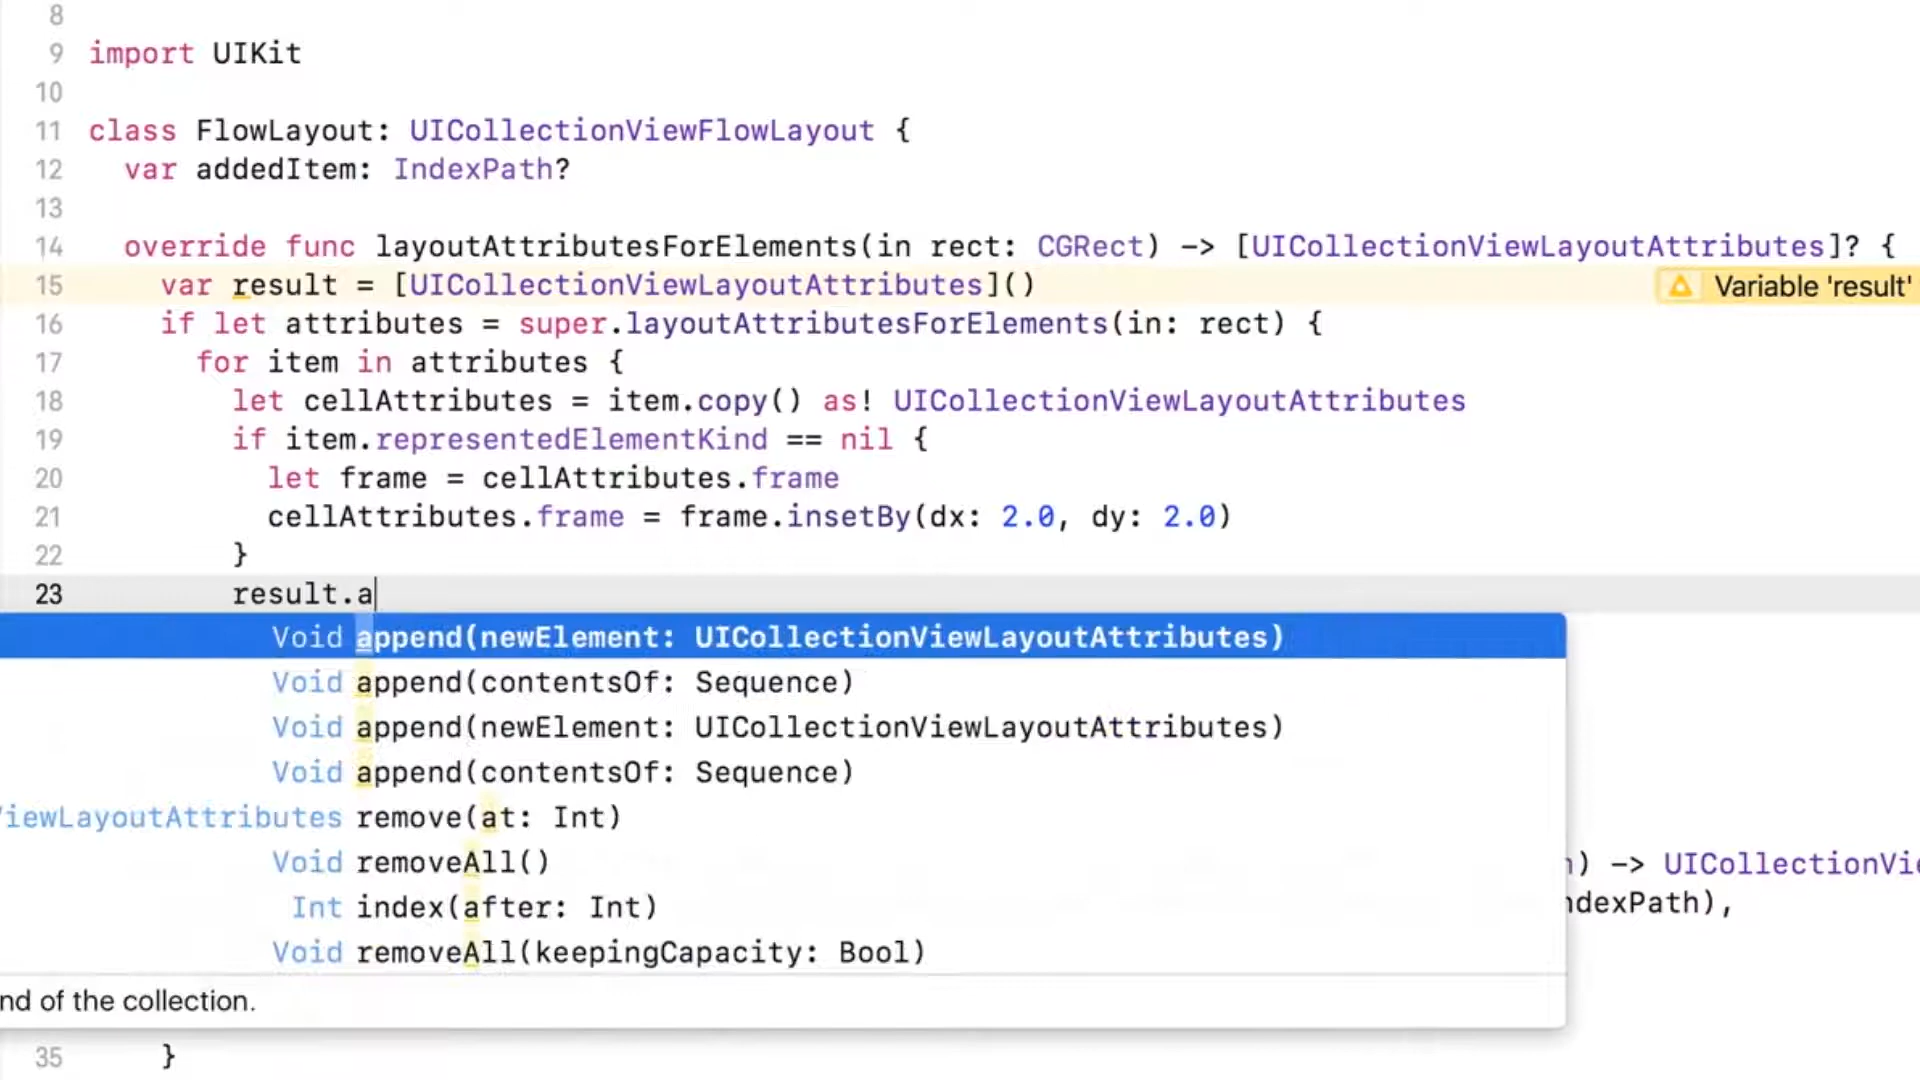 8
9 import UIKit
10
11 class FlowLayout: UICollectionViewFlowLayout {
12 var addedItem: IndexPath?
13
14 override func layoutAttributesForElements(in rect: CGRect) -> [UICollectionViewLayoutAttributes]? {
15 var result = [UICollectionViewLayoutAttributes]() Variable 'result'
16 if let attributes = super.layoutAttributesForElements(in: rect) {
17 for item in attributes {
18 let cellAttributes = item.copy() as! UICollectionViewLayoutAttributes
19 if item.representedElementKind == nil {
20 let frame = cellAttributes.frame
21 cellAttributes.frame = frame.insetBy(dx: 2.0, dy: 2.0)
22 }
23 result.a
Void append(newElement: UICollectionViewLayoutAttributes)
Void append(contentsOf: Sequence)
Void append(newElement: UICollectionViewLayoutAttributes)
Void append(contentsOf: Sequence)
iewLayoutAttributes remove(at: Int)
Void removeAll() ) -> UICollectionVi
Int index(after: Int) dexPath),
Void removeAll(keepingCapacity: Bool)
nd of the collection.
35 }